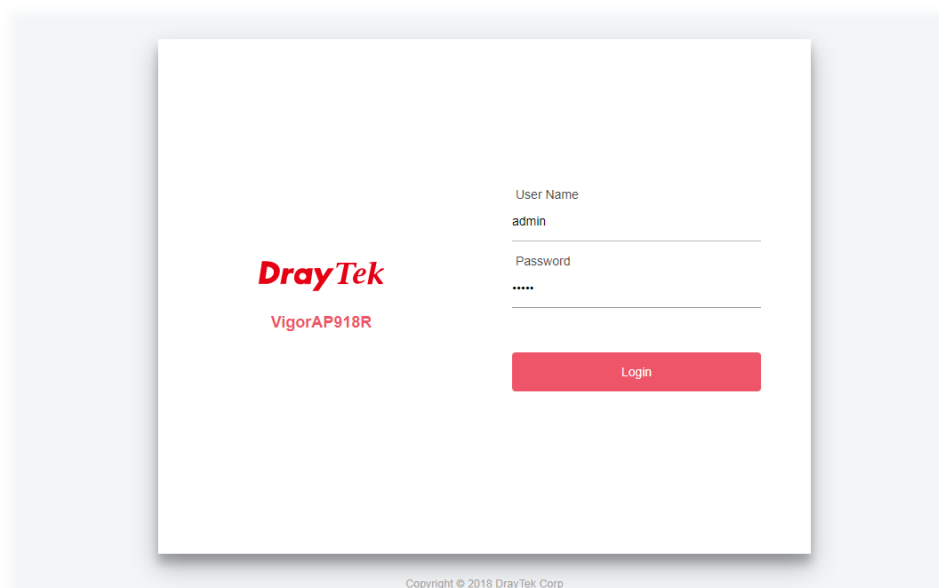 DrayTek
VigorAP918R
User Name
admin
Password
•••••
Login
Copyright © 2018 DrayTek Corp